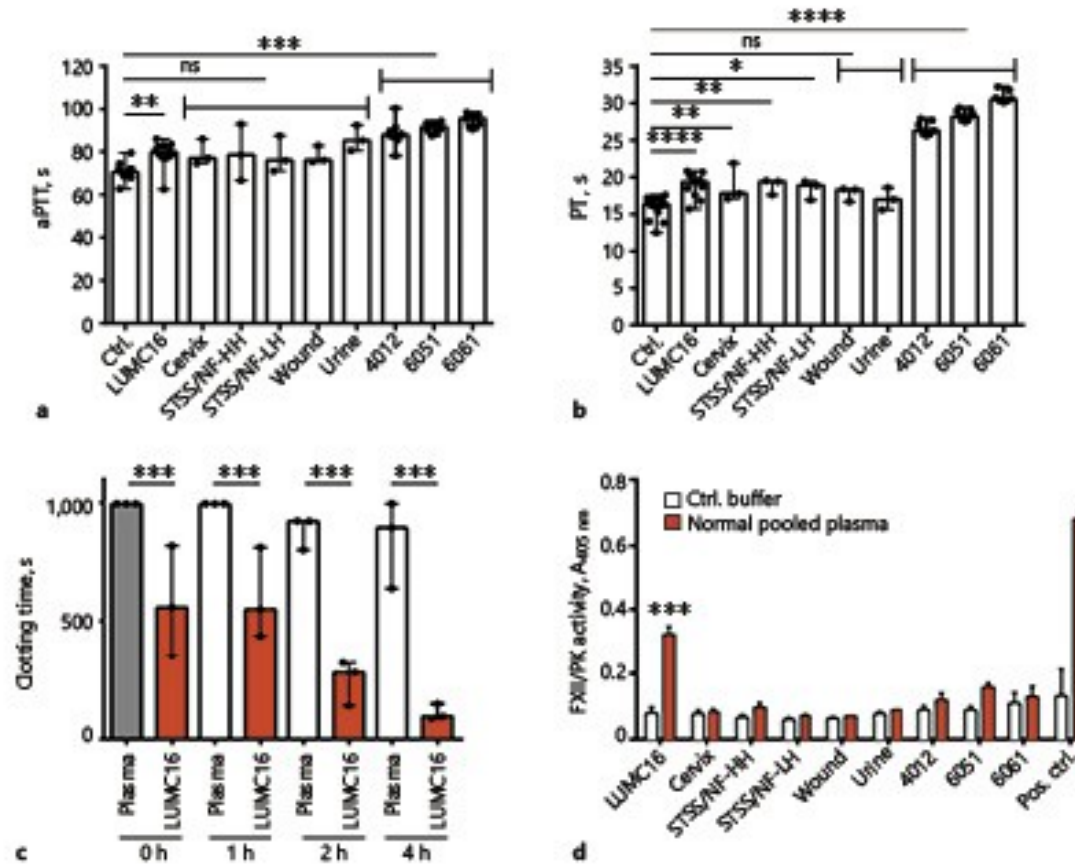 ***
ns
**
120
100
80
60
40
20
0
aPTT, s
Ctrl.
LUMC16
Cervix
STSS/NF-HH
STSS/NF-LH
Wound
Urine
4012
6051
6061
a
****
ns
*
**
**
****
35
30
25
20
15
10
5
0
PT, s
Ctrl.
LUMC16
Cervix
STSS/NF-HH
STSS/NF-LH
Wound
Urine
4012
6051
6061
b
*** *** *** ***
1,000
500
0
Clotting time, s
Plasma
LUMC16
Plasma
LUMC16
Plasma
LUMC16
Plasma
LUMC16
0 h 1 h 2 h 4 h
c
0.8
0.6
0.4
0.2
0
FXII/PK activity, A405 nm
Ctrl. buffer
Normal pooled plasma
***
LUMC16
Cervix
STSS/NF-HH
STSS/NF-LH
Wound
Urine
4012
6051
6061
Pos. ctrl.
d